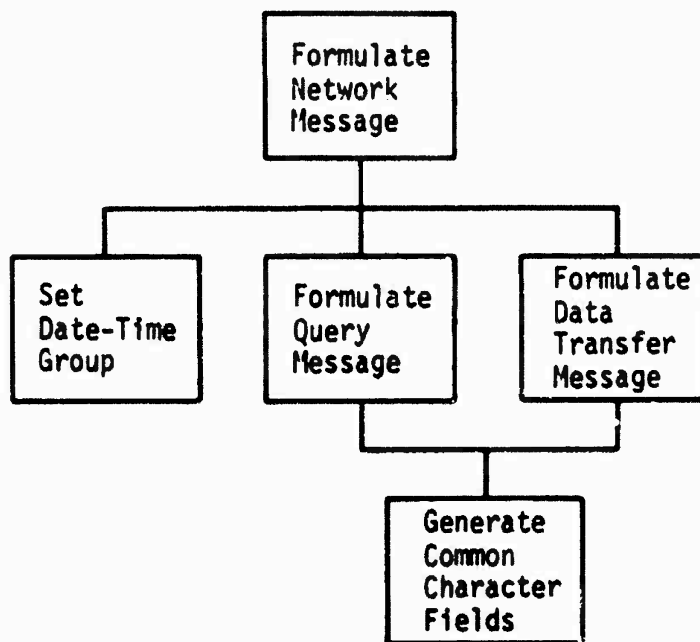 Formulate
Network
Message
Set
Date-Time
Group
Formulate
Query
Message
Formulate
Data
Transfer
Message
Generate
Common
Character
Fields